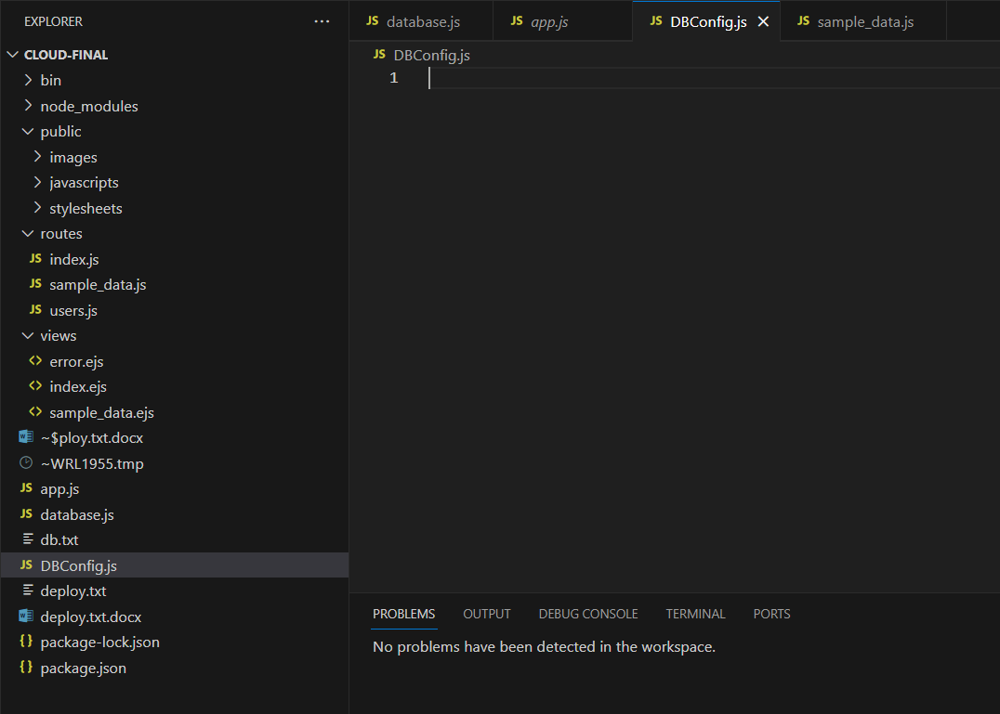 EXPLORER ...
CLOUD-FINAL
bin
node_modules
public
images
javascripts
stylesheets
routes
JS index.js
JS sample_data.js
JS users.js
views
<> error.ejs
<> index.ejs
<> sample_data.ejs
W ~$ploy.txt.docx
~WRL1955.tmp
JS app.js
JS database.js
db.txt
JS DBConfig.js
deploy.txt
W deploy.txt.docx
{} package-lock.json
{} package.json
JS database.js
JS app.js
JS DBConfig.js
JS sample_data.js
JS DBConfig.js
1
PROBLEMS OUTPUT DEBUG CONSOLE TERMINAL PORTS
No problems have been detected in the workspace.